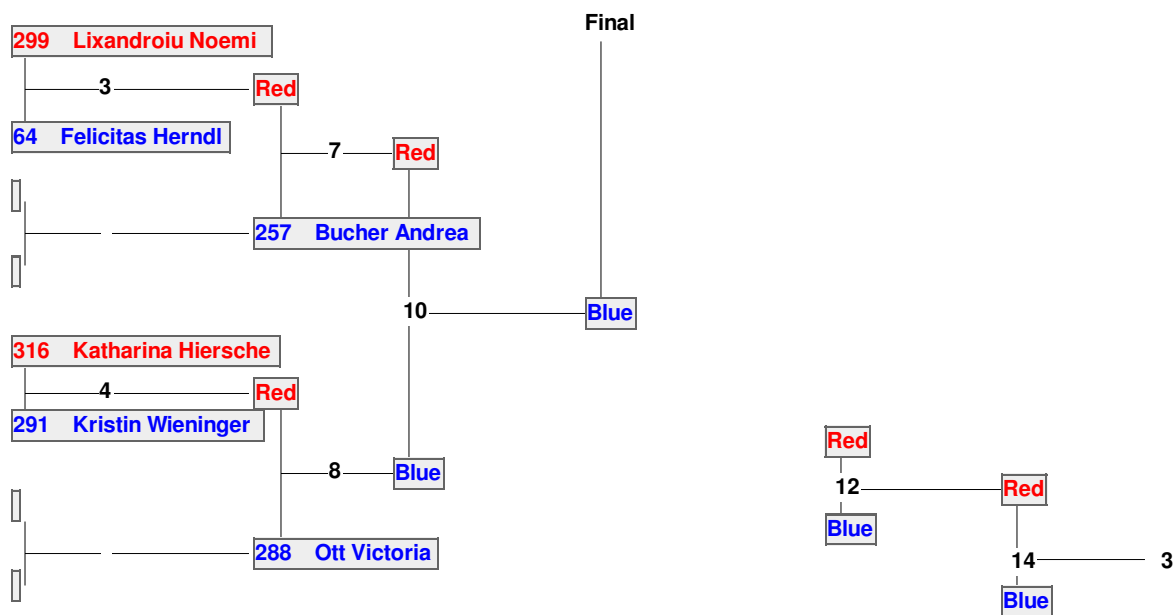 Final
299 Lixandroiu Noemi
3 Red
64 Felicitas Herndl
7 Red
257 Bucher Andrea
10 Blue
316 Katharina Hiersche
4 Red
291 Kristin Wieninger
Red
8 Blue
12 Red
Blue
288 Ott Victoria
14 3
Blue